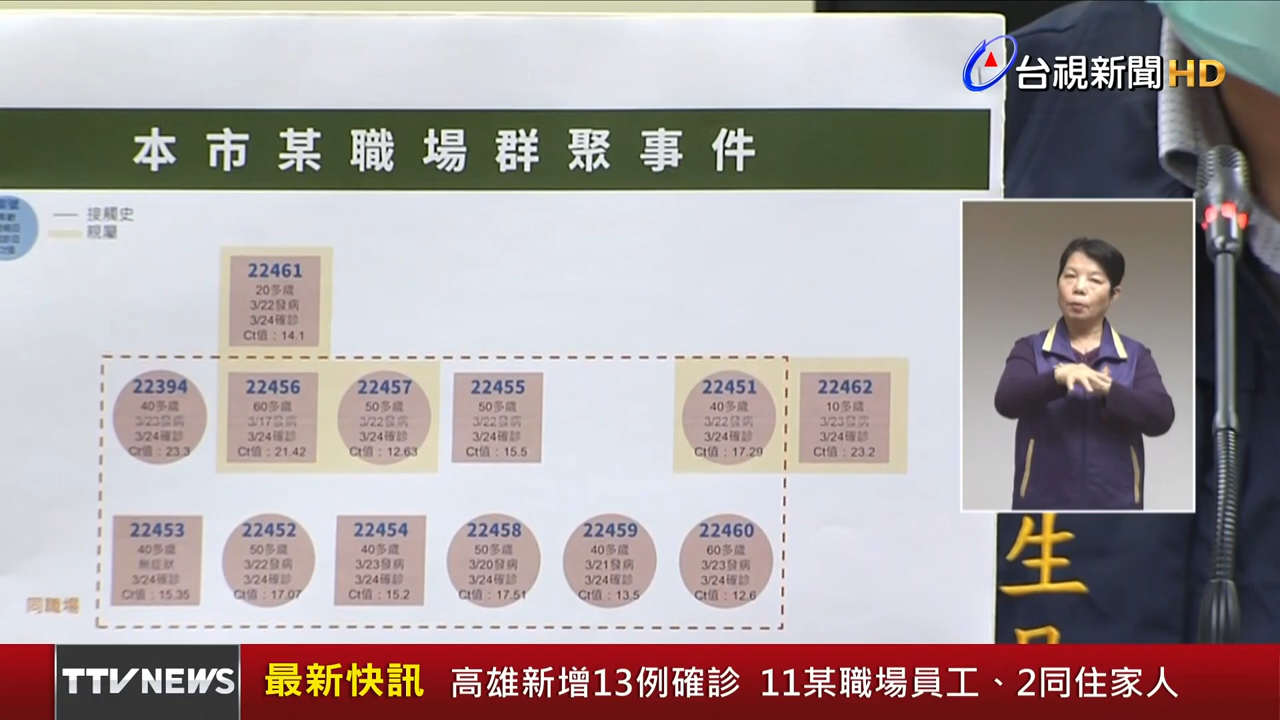 台視新聞HD
本市某職場群聚事件
接觸史
親屬
22461
20多歲
3/22發病
3/24確診
Ct值：14.1
22394
40多歲
3/23發病
3/24確診
Ct值：23.3
22456
60多歲
3/17發病
3/24確診
Ct值：21.42
22457
50多歲
3/22發病
3/24確診
Ct值：12.63
22455
50多歲
3/22發病
3/24確診
Ct值：15.5
22451
40多歲
3/22發病
3/24確診
Ct值：17.29
22462
10多歲
3/23發病
3/24確診
Ct值：23.2
22453
40多歲
無症狀
3/24確診
Ct值：15.35
22452
50多歲
3/22發病
3/24確診
Ct值：17.07
22454
40多歲
3/23發病
3/24確診
Ct值：15.2
22458
50多歲
3/20發病
3/24確診
Ct值：17.51
22459
40多歲
3/21發病
3/24確診
Ct值：13.5
22460
60多歲
3/23發病
3/24確診
Ct值：12.6
同職場
生
TTV NEWS
最新快訊 高雄新增13例確診 11某職場員工、2同住家人